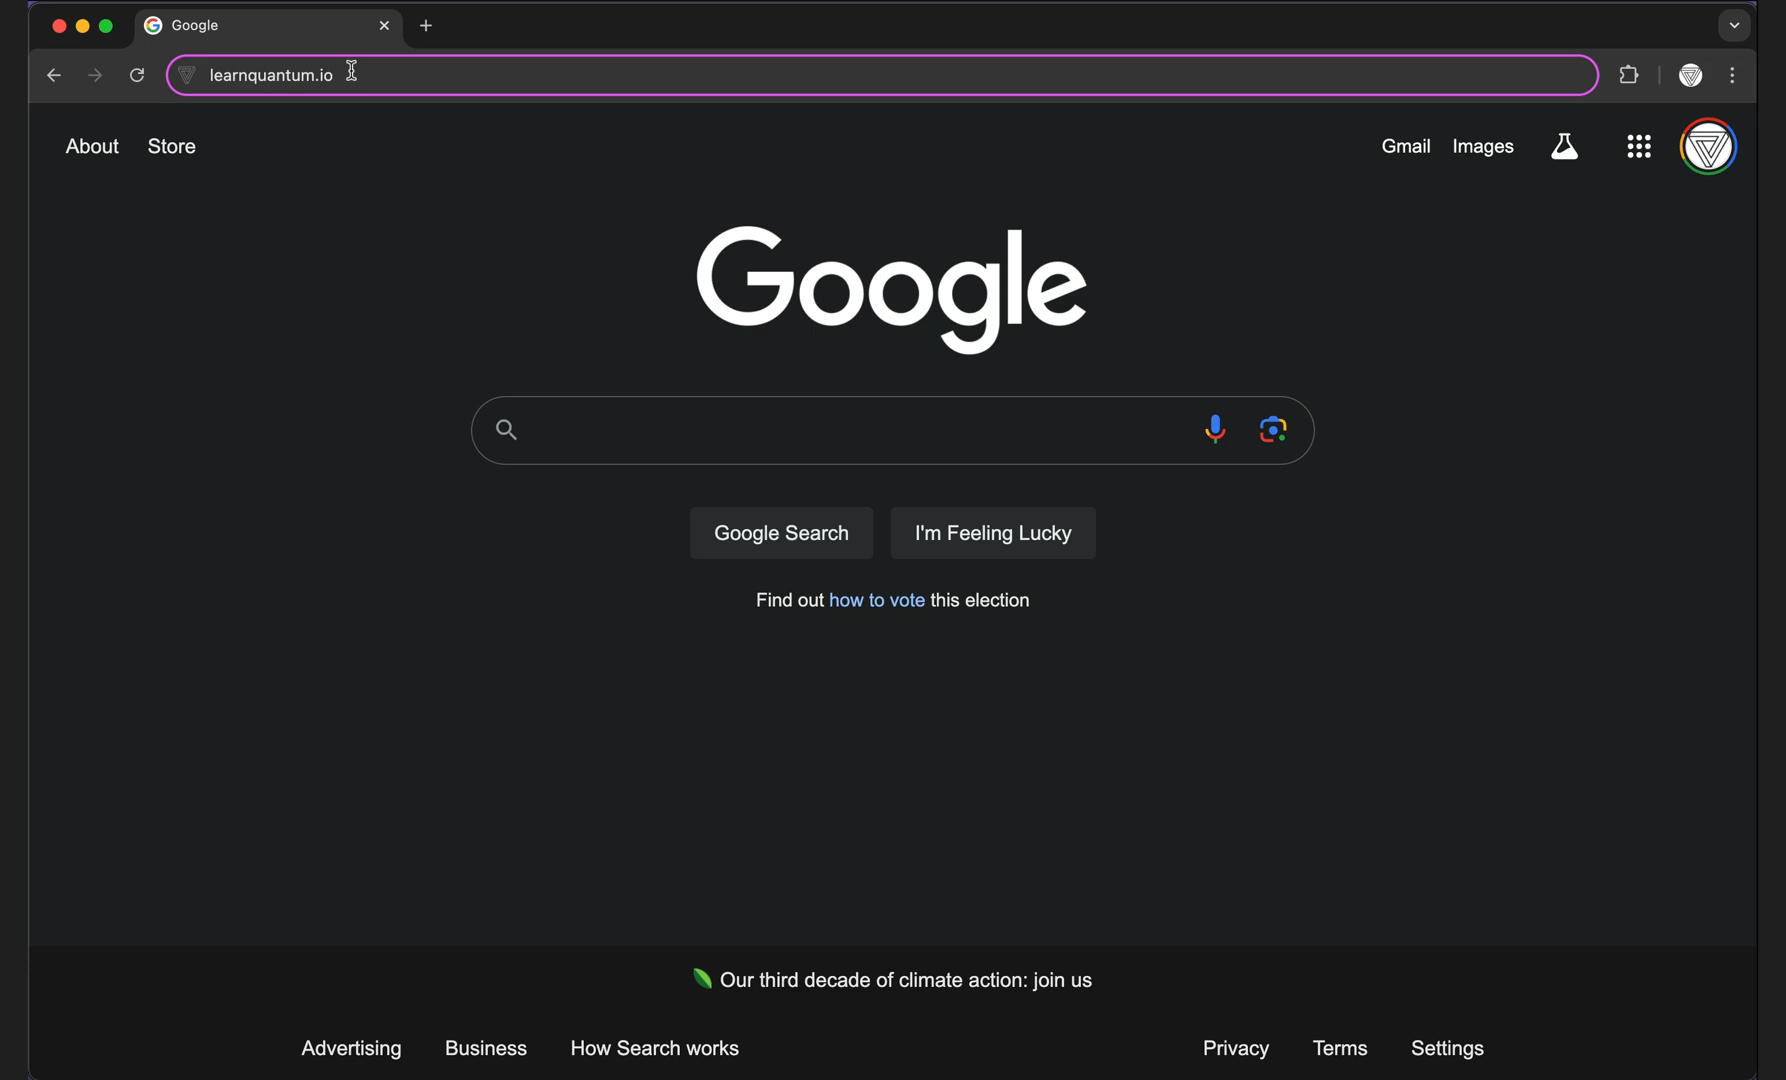 Google
learnquantum.io
About Store
Gmail Images
Google
Google Search
I'm Feeling Lucky
Find out how to vote this election
Our third decade of climate action: join us
Advertising Business How Search works
Privacy Terms Settings